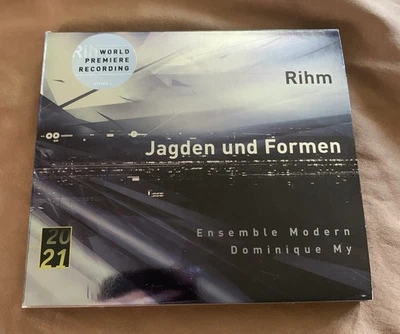 WORLD
PREMIERE
RECORDING
Rihm
Jagden und Formen
Ensemble Modern
Dominique My
20
21